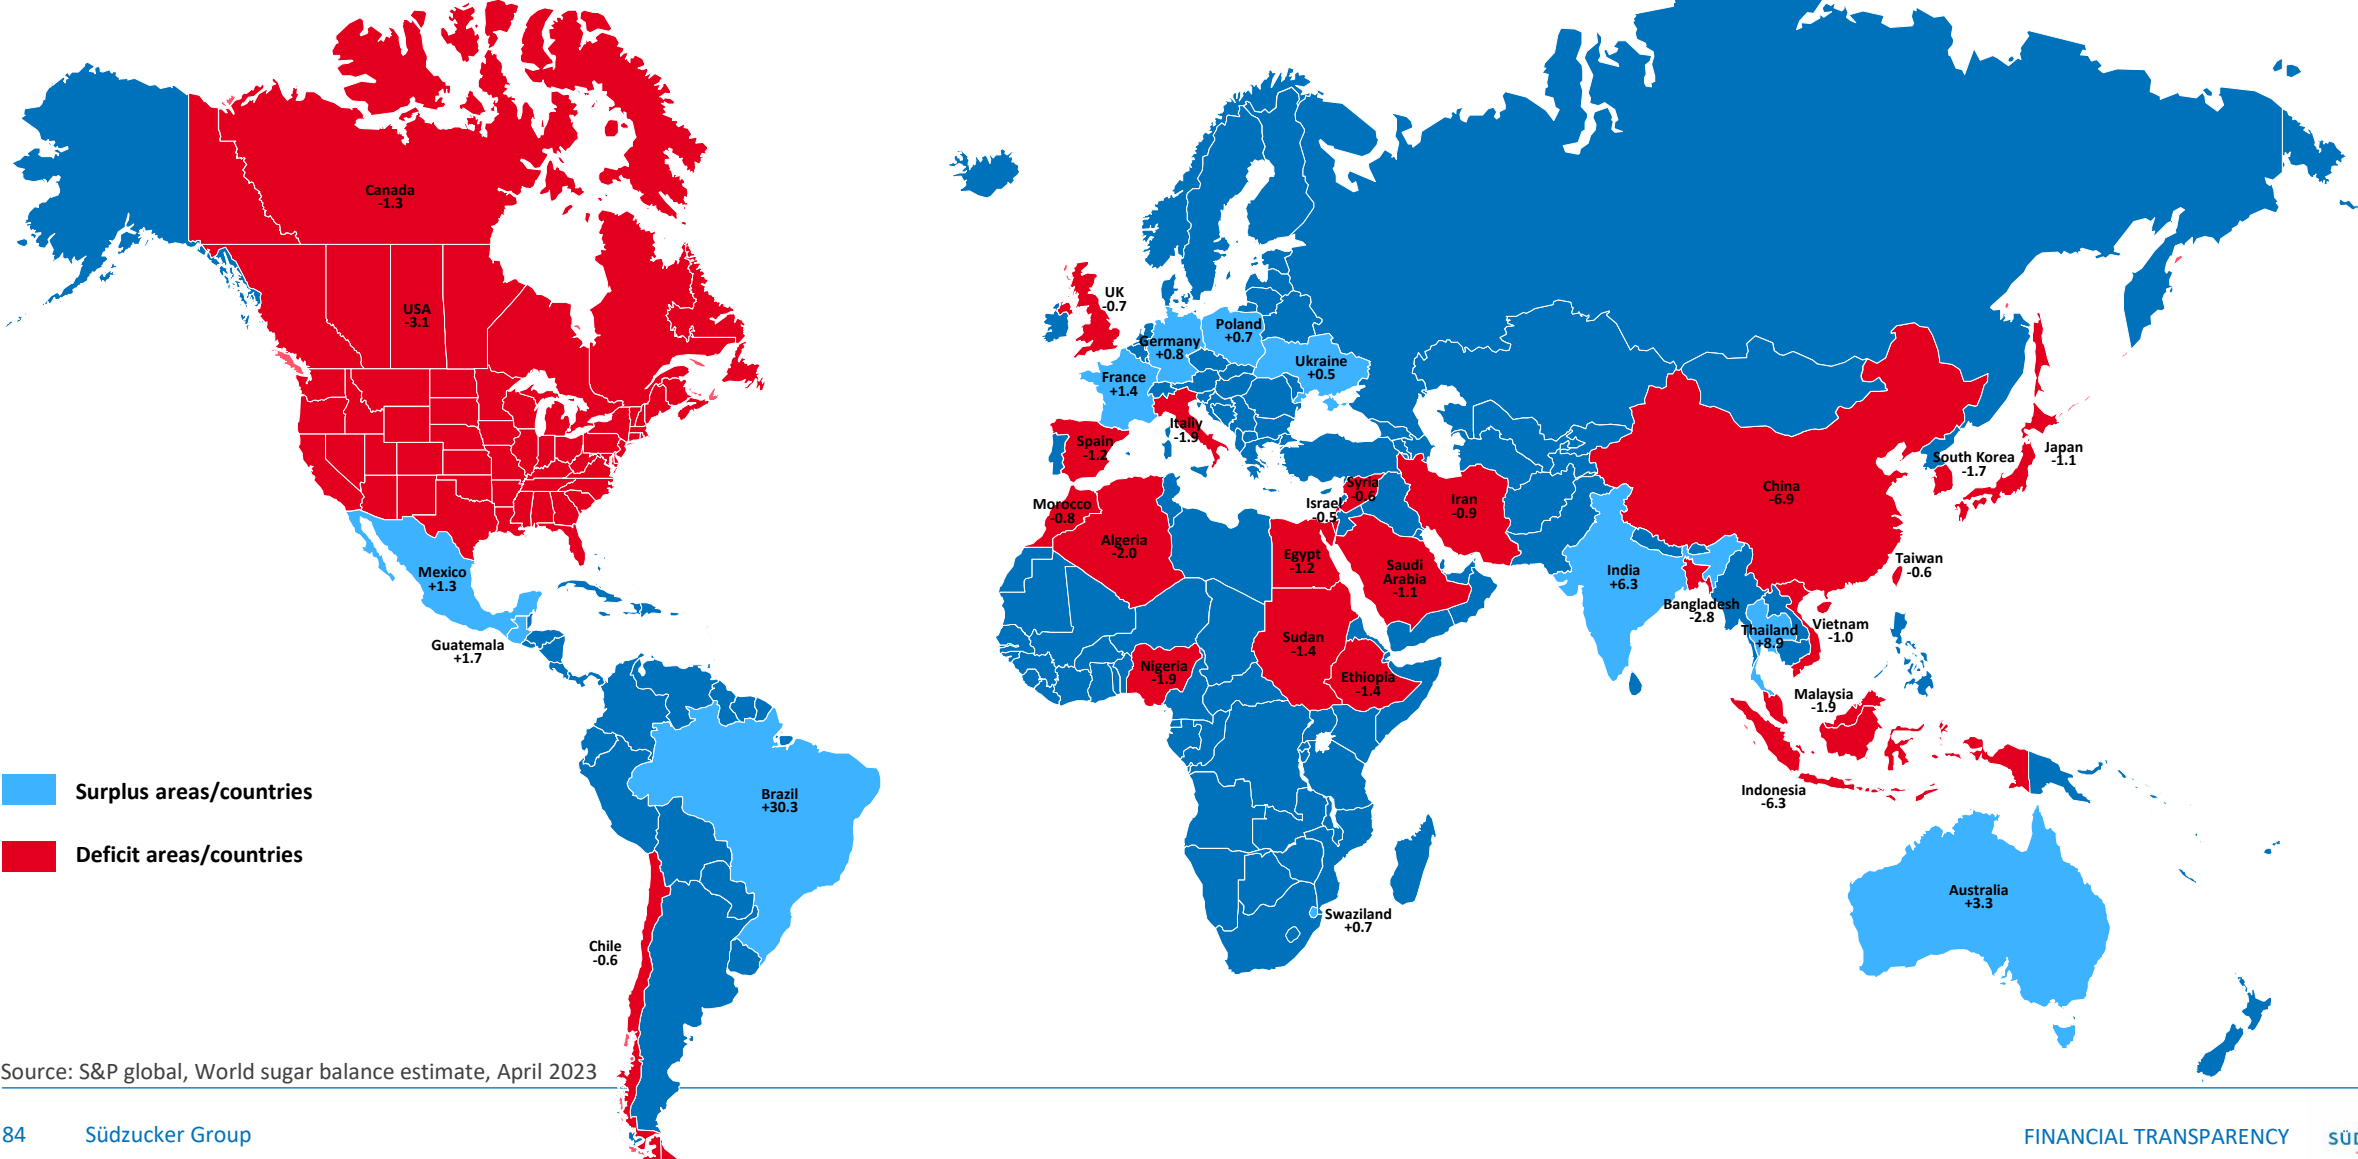 Canada
-1.3
USA
-3.1
Mexico
+1.3
Guatemala
+1.7
Brazil
+30.3
Chile
-0.6
UK
-0.7
Poland
+0.7
Germany
+0.8
Ukraine
+0.5
France
+1.4
Italiy
-1.9
Spain
-1.2
Morocco
-0.8
Algeria
-2.0
Syria
-0.6
Israel
-0.5
Iran
-0.9
Egypt
-1.2
Saudi
Arabia
-1.1
Sudan
-1.4
Nigeria
-1.9
Ethiopia
-1.4
Swaziland
+0.7
China
-6.9
South Korea
-1.7
Japan
-1.1
Taiwan
-0.6
India
+6.3
Bangladesh
-2.8
Thailand
+8.9
Vietnam
-1.0
Malaysia
-1.9
Indonesia
-6.3
Australia
+3.3
Surplus areas/countries
Deficit areas/countries
Source: S&P global, World sugar balance estimate, April 2023
84 Südzucker Group
FINANCIAL TRANSPARENCY